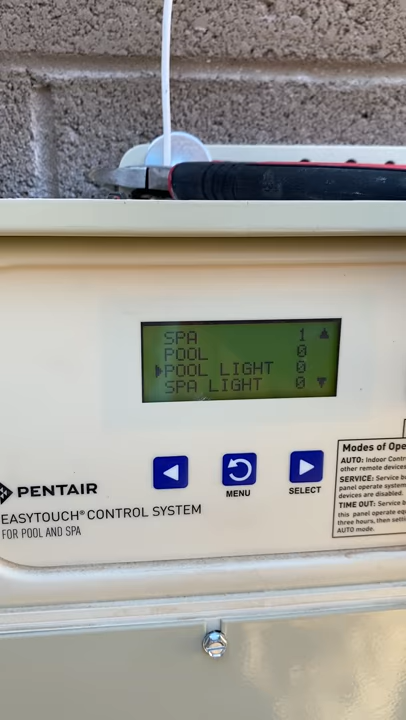 SPA 1
POOL 0
POOL LIGHT 0
SPA LIGHT 0
MENU
SELECT
PENTAIR
EASYTOUCH® CONTROL SYSTEM
FOR POOL AND SPA
Modes of Ope
AUTO: Indoor Contr
other remote devices
SERVICE: Service b
panel operate system
devices are disabled.
TIME OUT: Service b
this panel operate equ
three hours, then sett
AUTO mode.